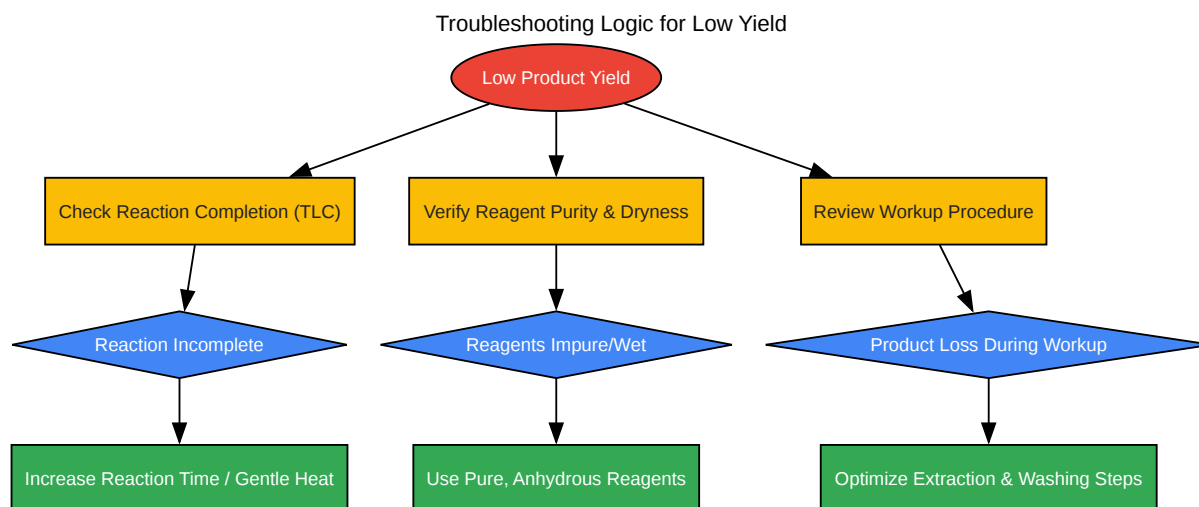 Troubleshooting Logic for Low Yield
Low Product Yield
Check Reaction Completion (TLC)
Verify Reagent Purity & Dryness
Review Workup Procedure
Reaction Incomplete
Reagents Impure/Wet
Product Loss During Workup
Increase Reaction Time / Gentle Heat
Use Pure, Anhydrous Reagents
Optimize Extraction & Washing Steps